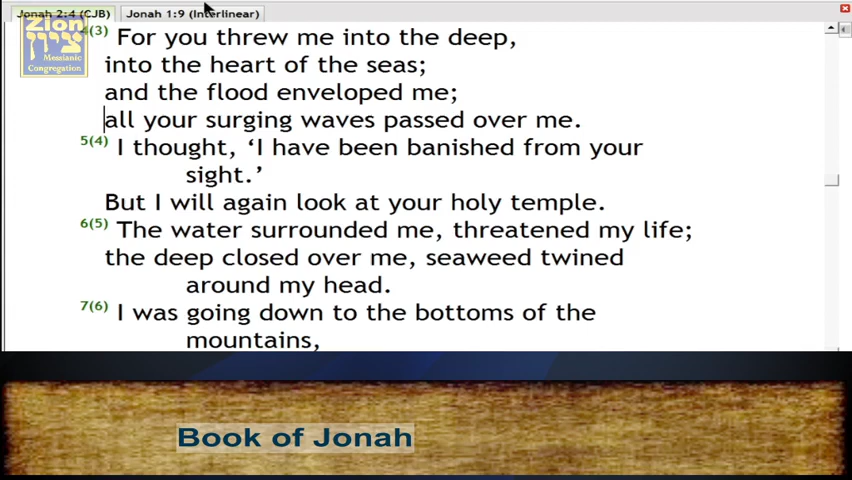 Jonah 2:4 (CJB) Jonah 1:9 (Interlinear)
Zion
ציון
Messianic
Congregation
4(3) For you threw me into the deep,
into the heart of the seas;
and the flood enveloped me;
all your surging waves passed over me.
5(4) I thought, ‘I have been banished from your
sight.’
But I will again look at your holy temple.
6(5) The water surrounded me, threatened my life;
the deep closed over me, seaweed twined
around my head.
7(6) I was going down to the bottoms of the
mountains,
Book of Jonah